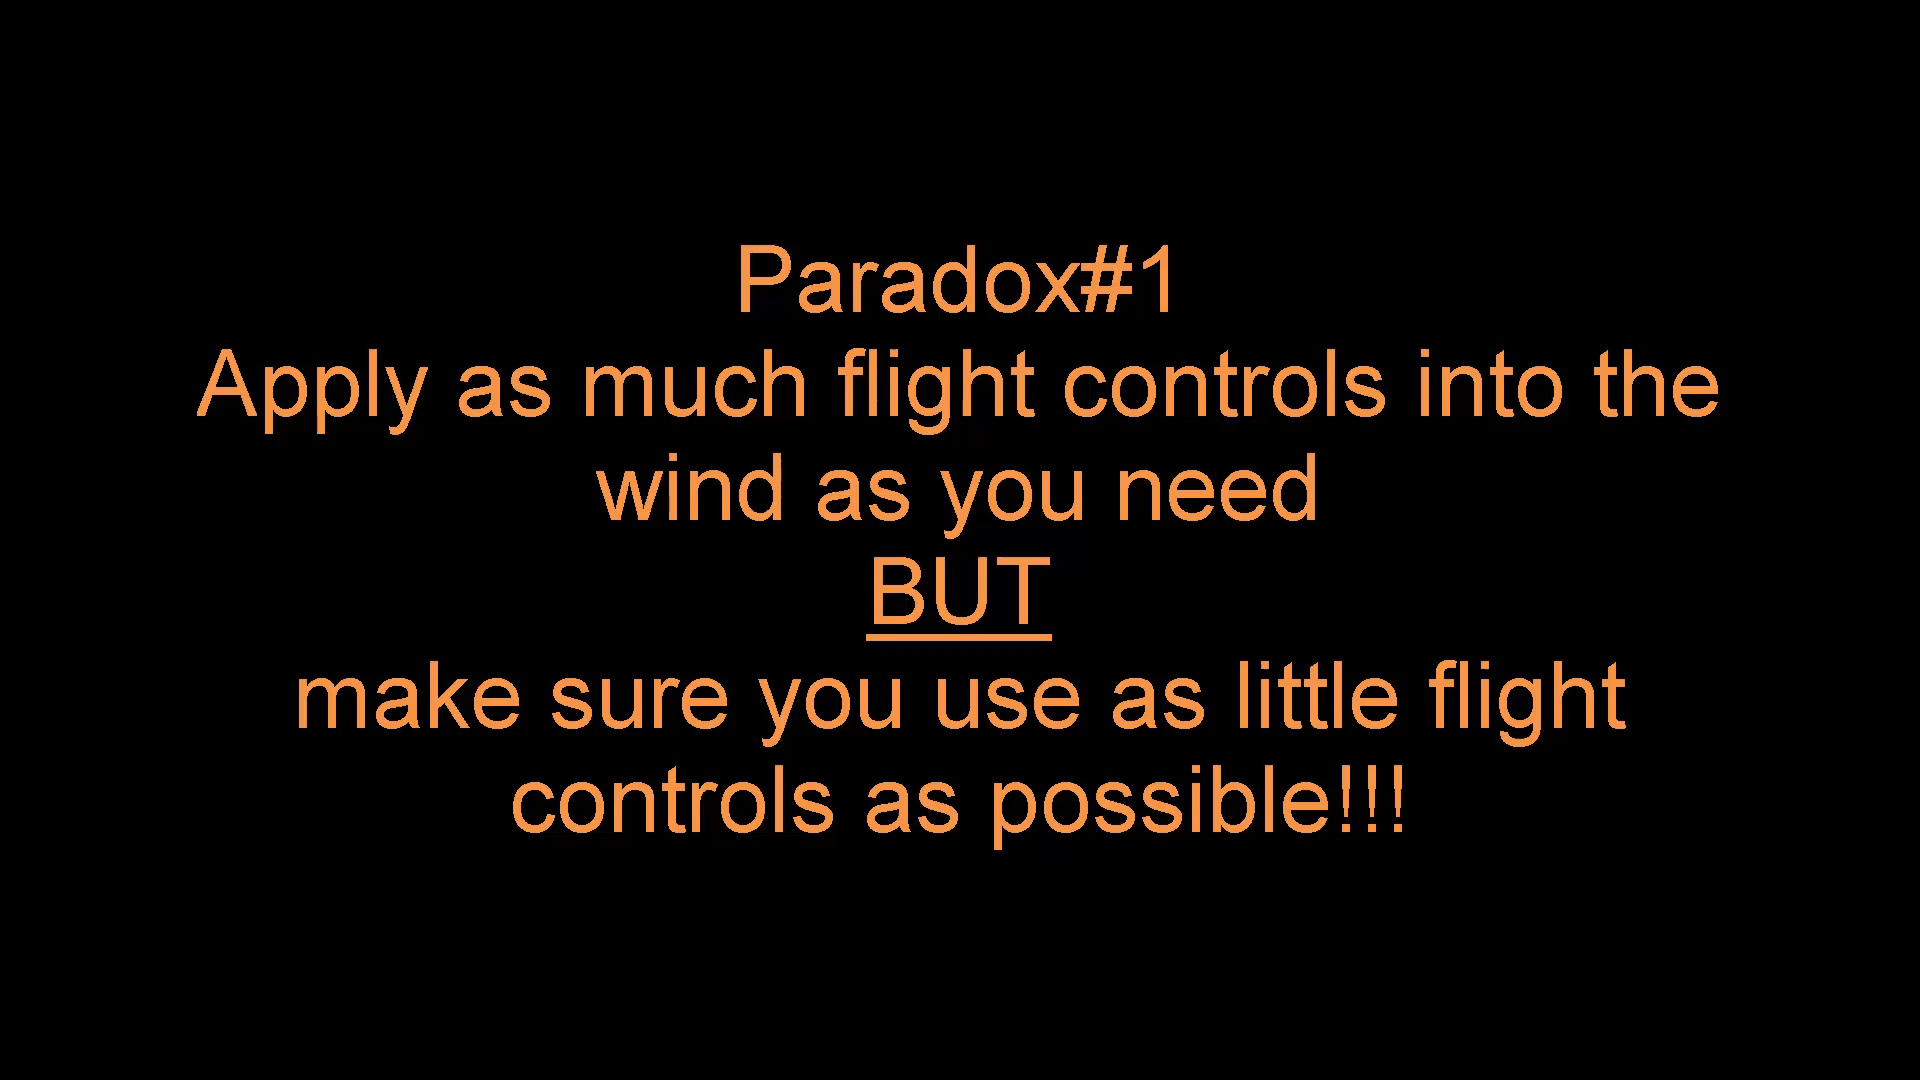 Paradox#1
Apply as much flight controls into the
wind as you need
BUT
make sure you use as little flight
controls as possible!!!